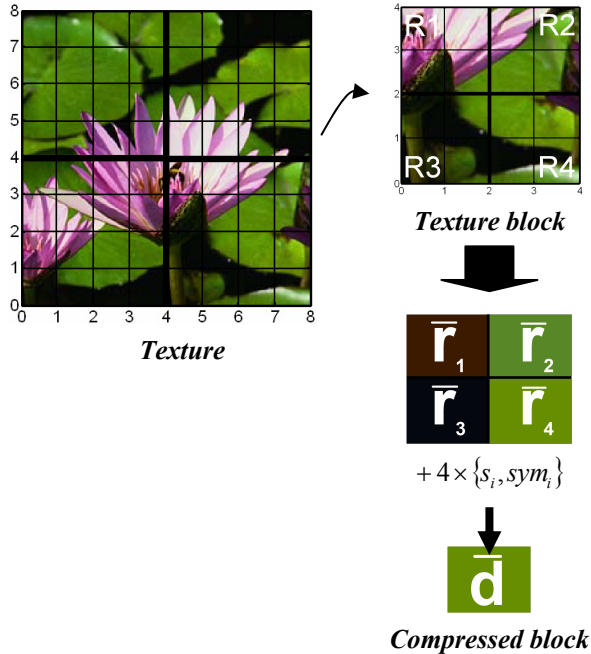 8
7
6
5
4
3
2
1
0
0 1 2 3 4 5 6 7 8
Texture
4
3
2
1
0
0 1 2 3 4
R1 R2
R3 R4
Texture block
r̅₁ r̅₂
r̅₃ r̅₄
+ 4 × {sᵢ, symᵢ}
d̅
Compressed block